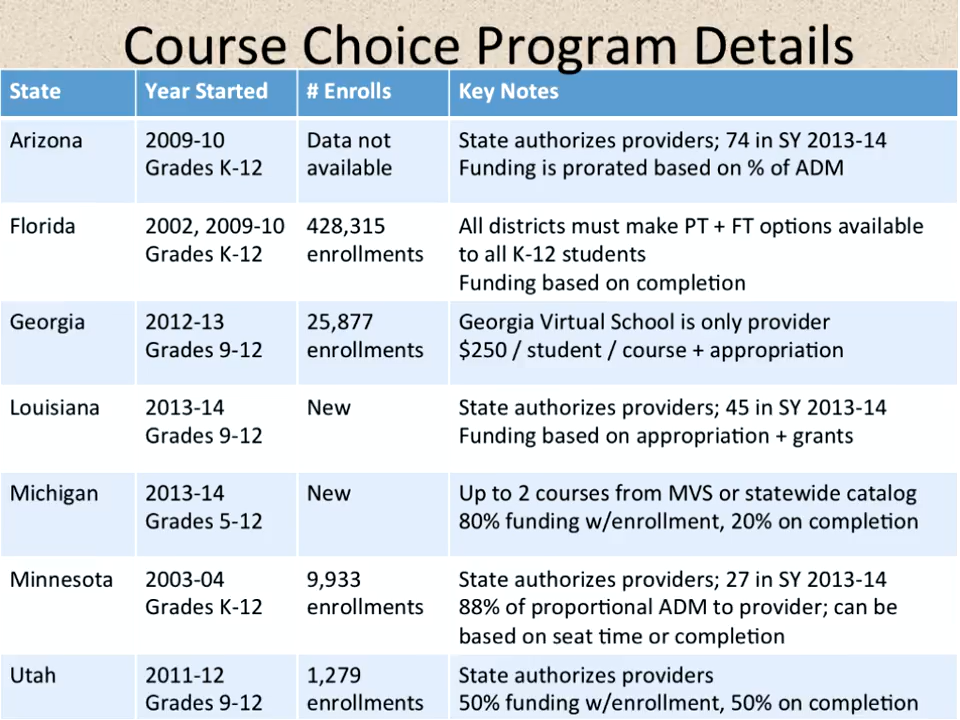 Course Choice Program Details
State Year Started # Enrolls Key Notes
Arizona 2009-10 Data not State authorizes providers; 74 in SY 2013-14
Grades K-12 available Funding is prorated based on % of ADM
Florida 2002, 2009-10 428,315 All districts must make PT + FT options available
Grades K-12 enrollments to all K-12 students
Funding based on completion
Georgia 2012-13 25,877 Georgia Virtual School is only provider
Grades 9-12 enrollments $250 / student / course + appropriation
Louisiana 2013-14 New State authorizes providers; 45 in SY 2013-14
Grades 9-12 Funding based on appropriation + grants
Michigan 2013-14 New Up to 2 courses from MVS or statewide catalog
Grades 5-12 80% funding w/enrollment, 20% on completion
Minnesota 2003-04 9,933 State authorizes providers; 27 in SY 2013-14
Grades K-12 enrollments 88% of proportional ADM to provider; can be
based on seat time or completion
Utah 2011-12 1,279 State authorizes providers
Grades 9-12 enrollments 50% funding w/enrollment, 50% on completion